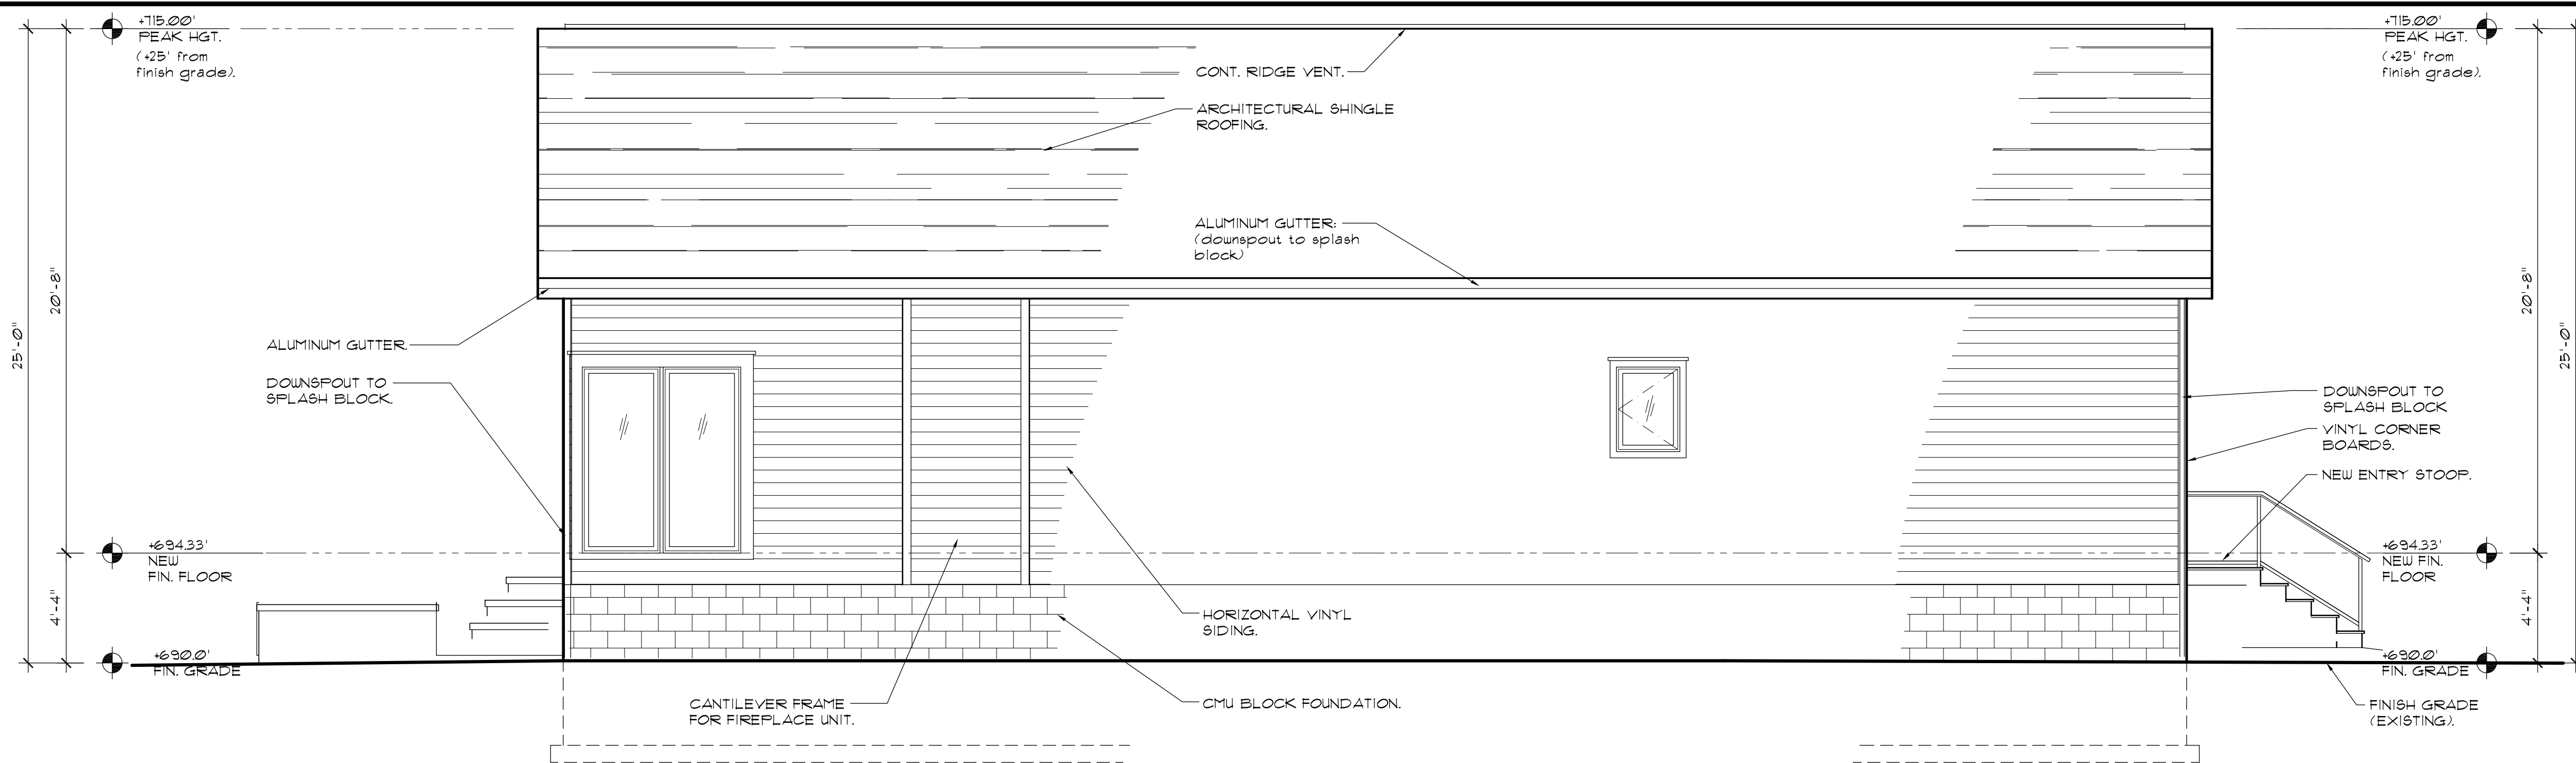 +715.00'
PEAK HGT.
(+25' from
finish grade).
+715.00'
PEAK HGT.
(+25' from
finish grade).
CONT. RIDGE VENT.
ARCHITECTURAL SHINGLE
ROOFING.
ALUMINUM GUTTER:
(downspout to splash
block)
25'-0"
20'-8"
20'-8"
25'-0"
ALUMINUM GUTTER.
DOWNSPOUT TO
SPLASH BLOCK.
DOWNSPOUT TO
SPLASH BLOCK
VINYL CORNER
BOARDS.
NEW ENTRY STOOP.
+694.33'
NEW
FIN. FLOOR
+694.33'
NEW FIN.
FLOOR
4'-4"
4'-4"
HORIZONTAL VINYL
SIDING.
+690.0'
FIN. GRADE
+690.0'
FIN. GRADE
CANTILEVER FRAME
FOR FIREPLACE UNIT.
CMU BLOCK FOUNDATION.
FINISH GRADE
(EXISTING).